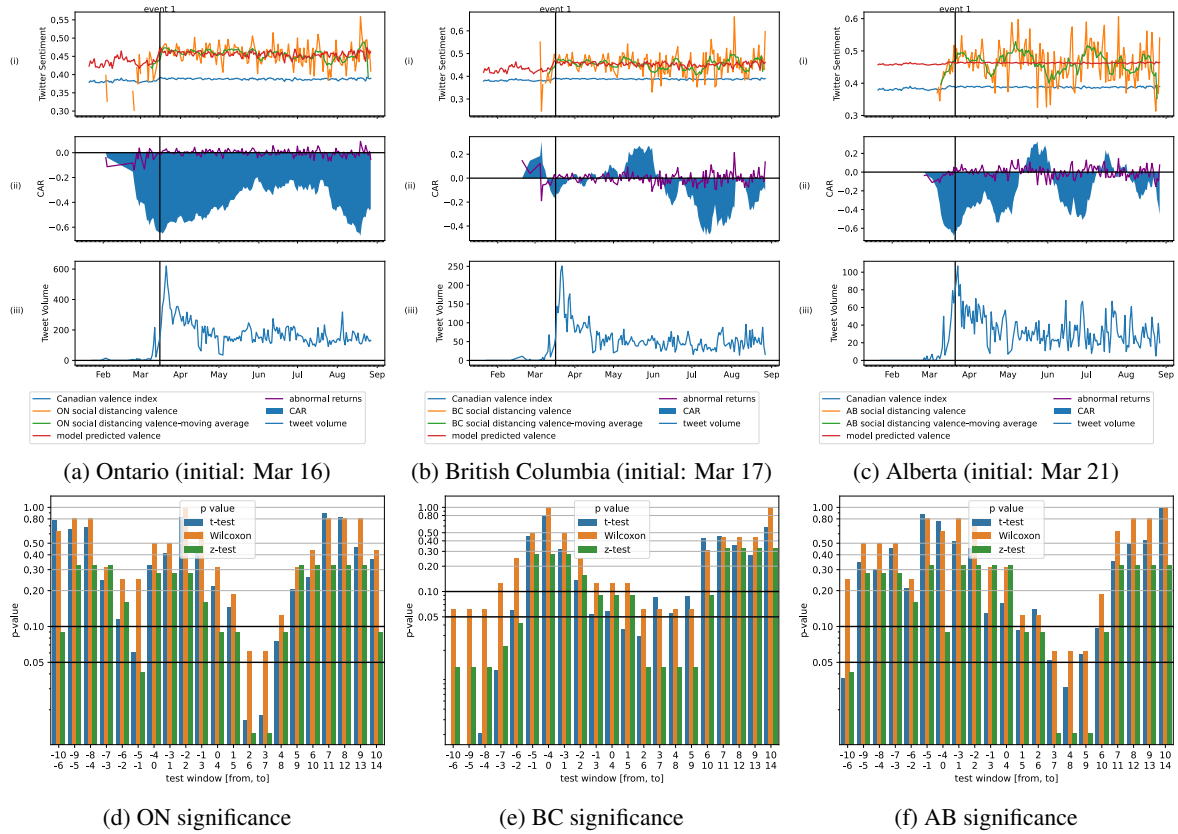 event 1
(i)
Twitter Sentiment
0,55
0,50
0,45
0,40
0,35
0,30
(ii)
CAR
0.0
−0.2
−0.4
−0.6
(iii)
Tweet Volume
600
400
200
0
Feb Mar Apr May Jun Jul Aug Sep
Canadian valence index
ON social distancing valence
ON social distancing valence-moving average
model predicted valence
abnormal returns
CAR
tweet volume
(a) Ontario (initial: Mar 16)
event 1
(i)
Twitter Sentiment
0,6
0.5
0.4
0.3
(ii)
CAR
0.2
0.0
−0.2
−0.4
(iii)
Tweet Volume
250
200
150
100
50
0
Feb Mar Apr May Jun Jul Aug Sep
Canadian valence index
BC social distancing valence
BC social distancing valence-moving average
model predicted valence
abnormal returns
CAR
tweet volume
(b) British Columbia (initial: Mar 17)
event 1
(i)
Twitter Sentiment
0.6
0.5
0.4
0.3
(ii)
CAR
0.2
0.0
−0.2
−0.4
−0.6
(iii)
Tweet Volume
100
80
60
40
20
0
Feb Mar Apr May Jun Jul Aug Sep
Canadian valence index
AB social distancing valence
AB social distancing valence-moving average
model predicted valence
abnormal returns
CAR
tweet volume
(c) Alberta (initial: Mar 21)
p-value
1.00
0.80
0.50
0.40
0.30
0.20
0.10
0.05
p value
t-test
Wilcoxon
z-test
-10 -9 -8 -7 -6 -5 -4 -3 -2 -1 0 1 2 3 4 5 6 7 8 9 10
-6 -5 -4 -3 -2 -1 0 1 2 3 4 5 6 7 8 9 10 11 12 13 14
test window [from, to]
(d) ON significance
p-value
1.00
0.80
0.50
0.40
0.30
0.20
0.10
0.05
p value
t-test
Wilcoxon
z-test
-10 -9 -8 -7 -6 -5 -4 -3 -2 -1 0 1 2 3 4 5 6 7 8 9 10
-6 -5 -4 -3 -2 -1 0 1 2 3 4 5 6 7 8 9 10 11 12 13 14
test window [from, to]
(e) BC significance
p-value
1.00
0.80
0.50
0.40
0.30
0.20
0.10
0.05
p value
t-test
Wilcoxon
z-test
-10 -9 -8 -7 -6 -5 -4 -3 -2 -1 0 1 2 3 4 5 6 7 8 9 10
-6 -5 -4 -3 -2 -1 0 1 2 3 4 5 6 7 8 9 10 11 12 13 14
test window [from, to]
(f) AB significance